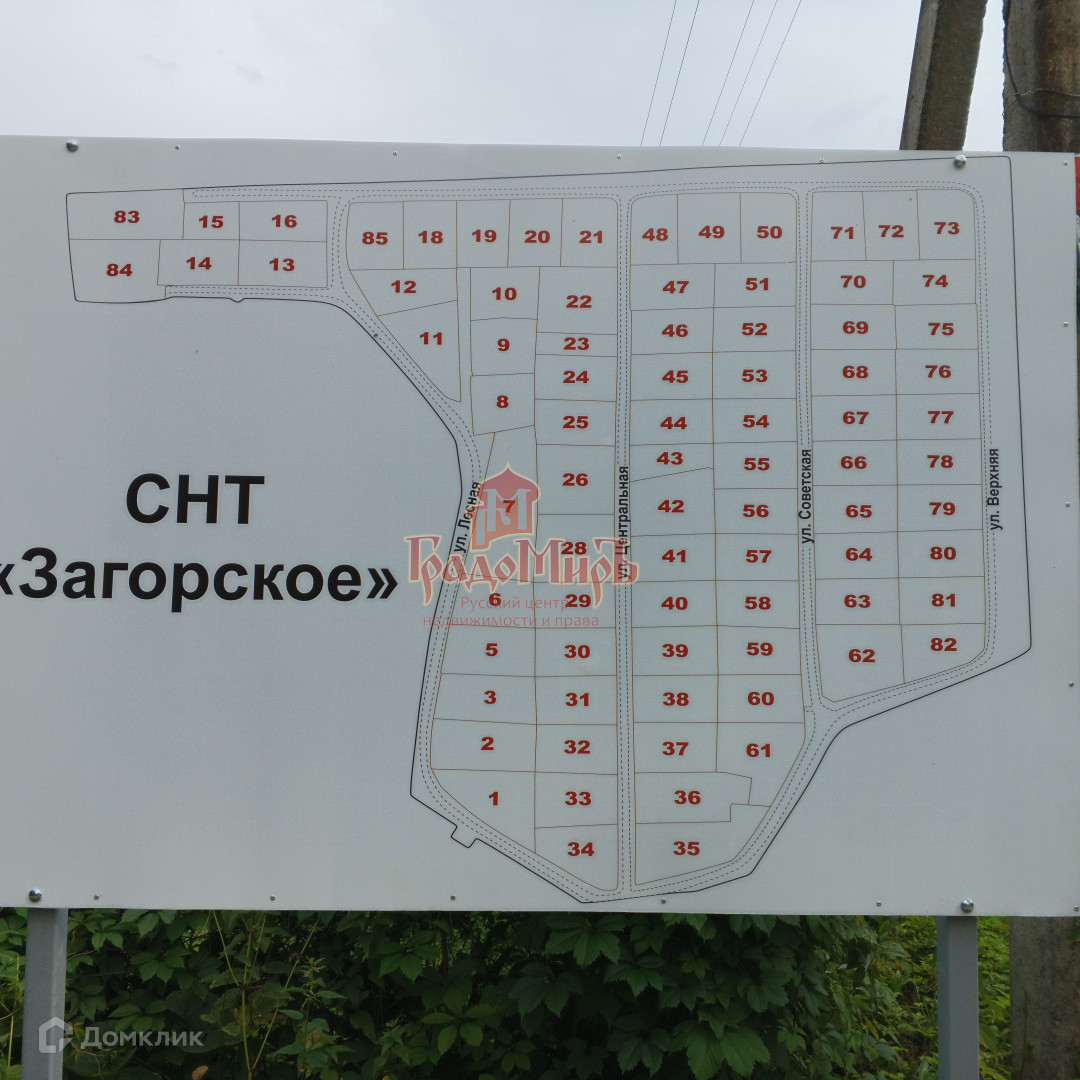 83 15 16 85 18 19 20 21 48 49 50 71 72 73
84 14 13 12 10 22 47 51 70 74
11 9 23 46 52 69 75
8 24 45 53 68 76
25 44 54 67 77
26 43 55 66 78
7 42 56 65 79
28 41 57 64 80
6 29 40 58 63 81
5 30 39 59 62 82
3 31 38 60
2 32 37 61
1 33 36
34 35
ул. Лесная
ул. Центральная
ул. Советская
ул. Верхняя
СНТ
«Загорское»
ГрадоМиръ
Русский центр
недвижимости и права
Домклик